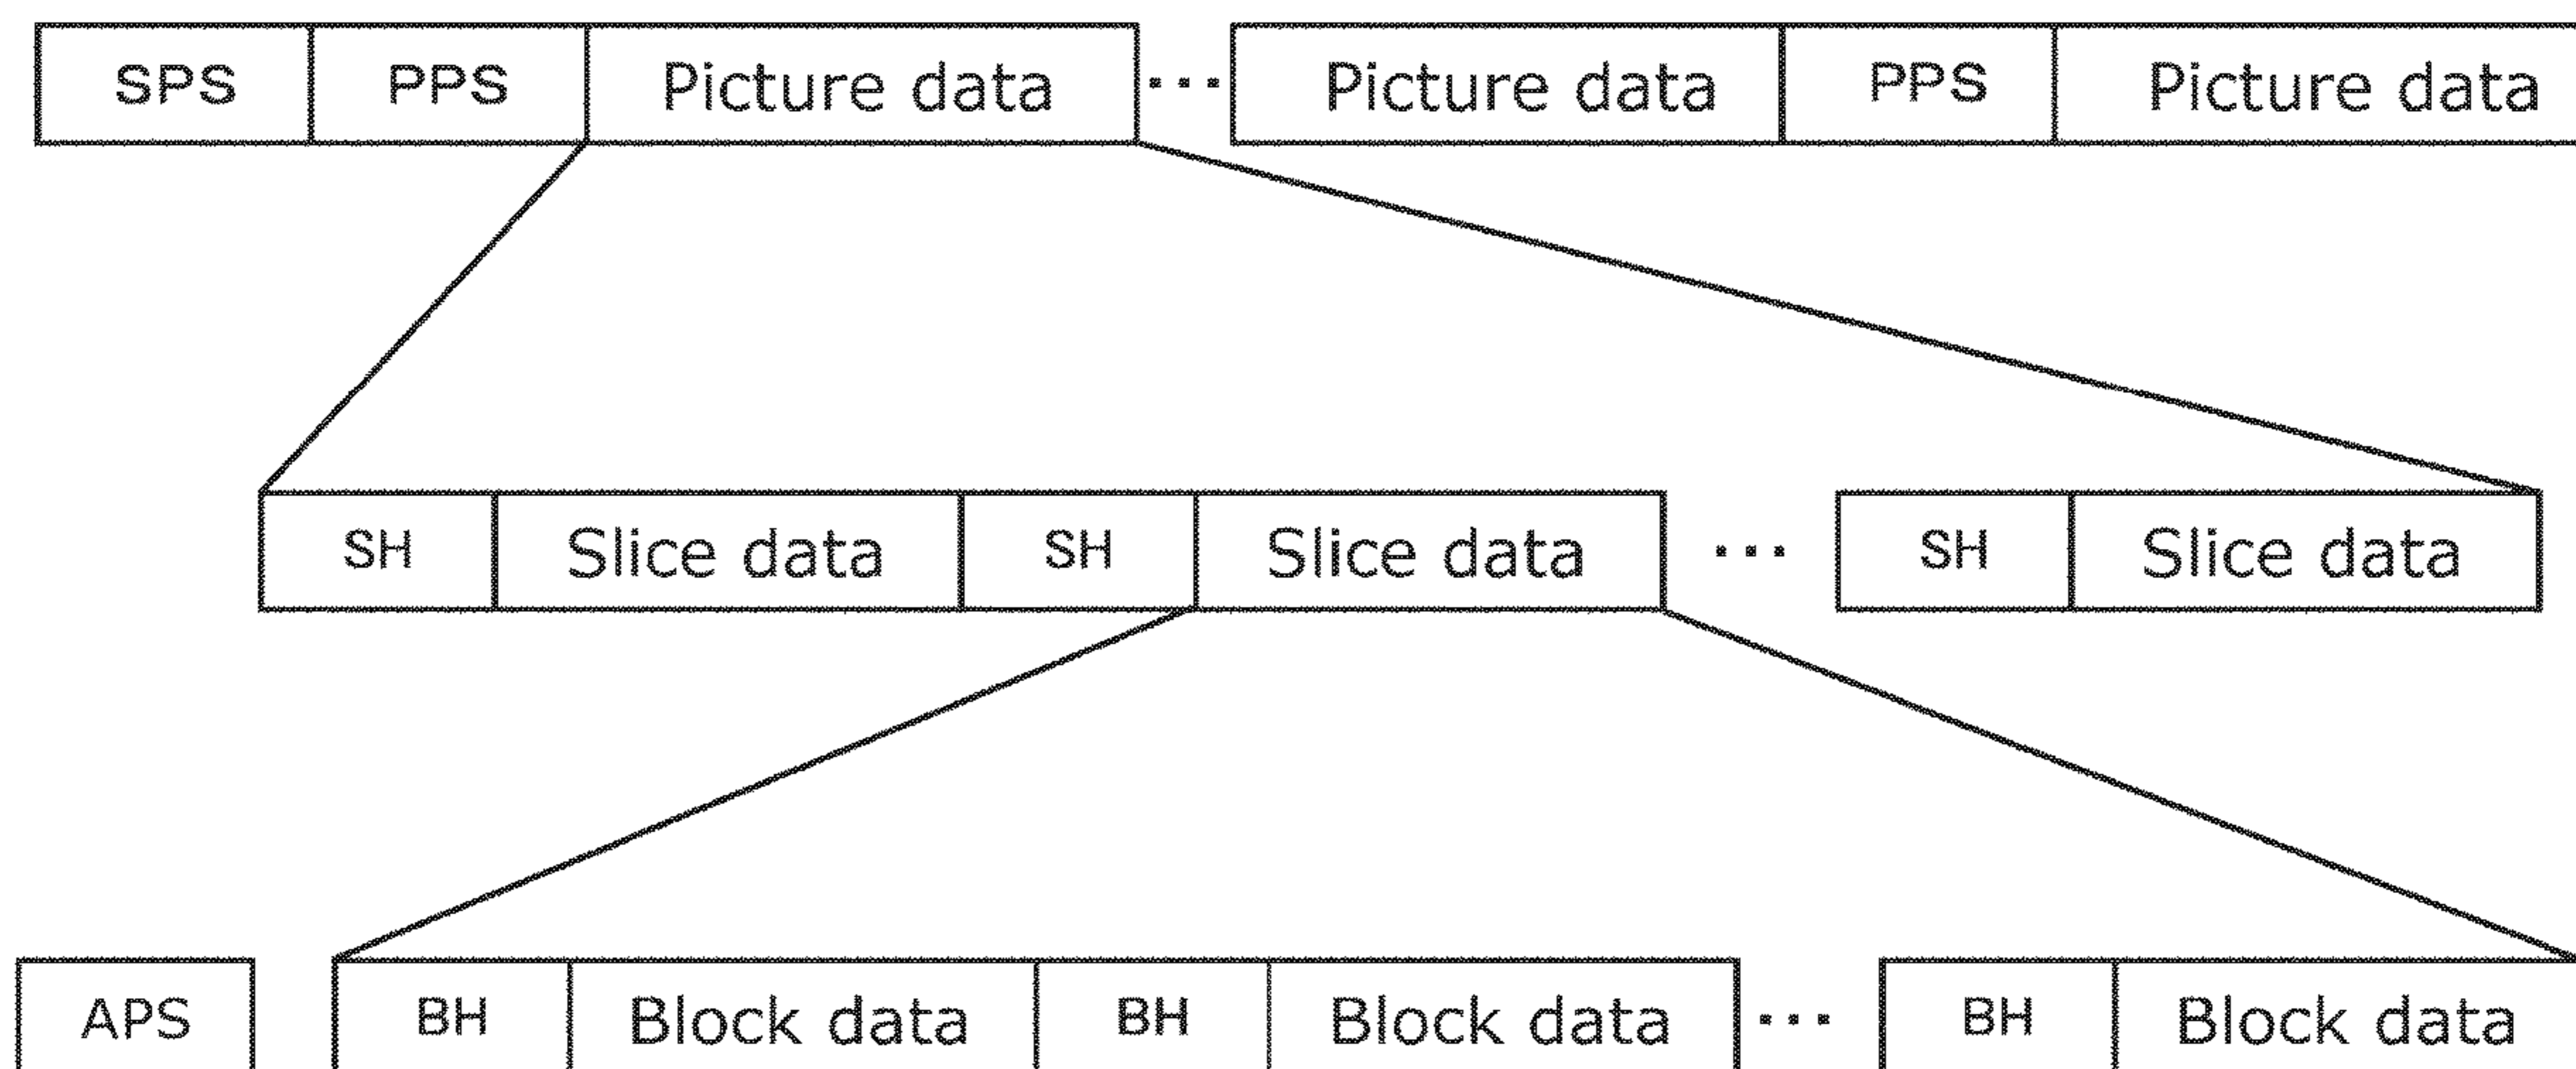 SPS PPS Picture data ... Picture data PPS Picture data
SH Slice data SH Slice data ... SH Slice data
APS BH Block data BH Block data ... BH Block data